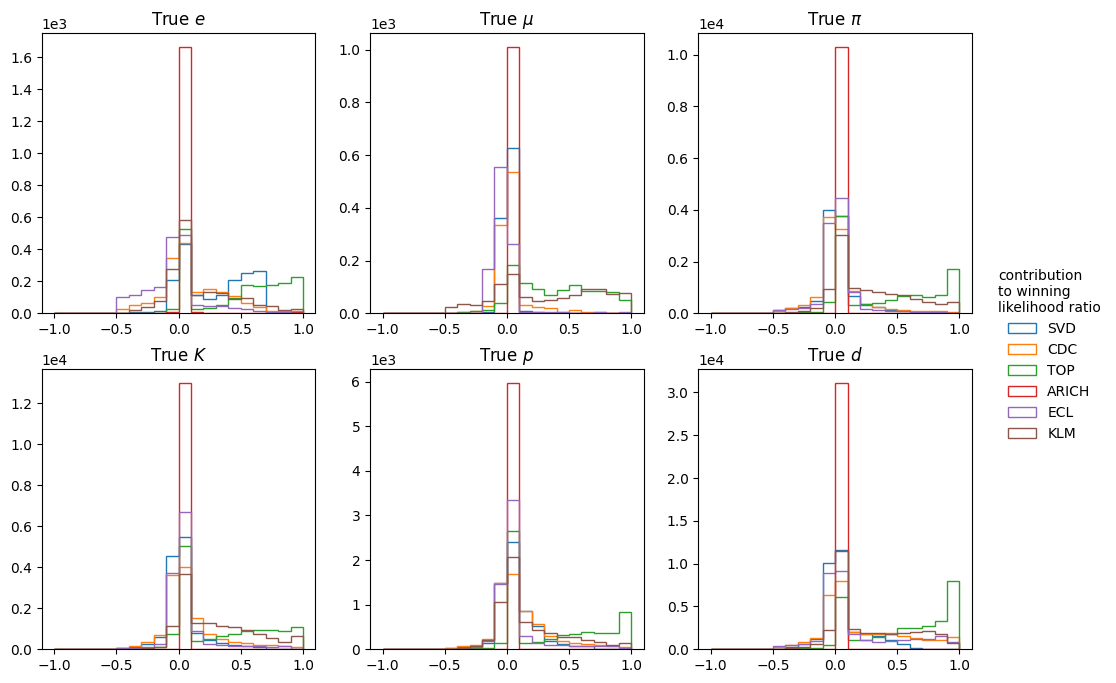 True e
1e3
1.6
1.4
1.2
1.0
0.8
0.6
0.4
0.2
0.0
−1.0 −0.5 0.0 0.5 1.0
True μ
1e3
1.0
0.8
0.6
0.4
0.2
0.0
−1.0 −0.5 0.0 0.5 1.0
True π
1e4
1.0
0.8
0.6
0.4
0.2
0.0
−1.0 −0.5 0.0 0.5 1.0
True K
1e4
1.2
1.0
0.8
0.6
0.4
0.2
0.0
−1.0 −0.5 0.0 0.5 1.0
True p
1e3
6
5
4
3
2
1
0
−1.0 −0.5 0.0 0.5 1.0
True d
1e4
3.0
2.5
2.0
1.5
1.0
0.5
0.0
−1.0 −0.5 0.0 0.5 1.0
contribution
to winning
likelihood ratio
SVD
CDC
TOP
ARICH
ECL
KLM